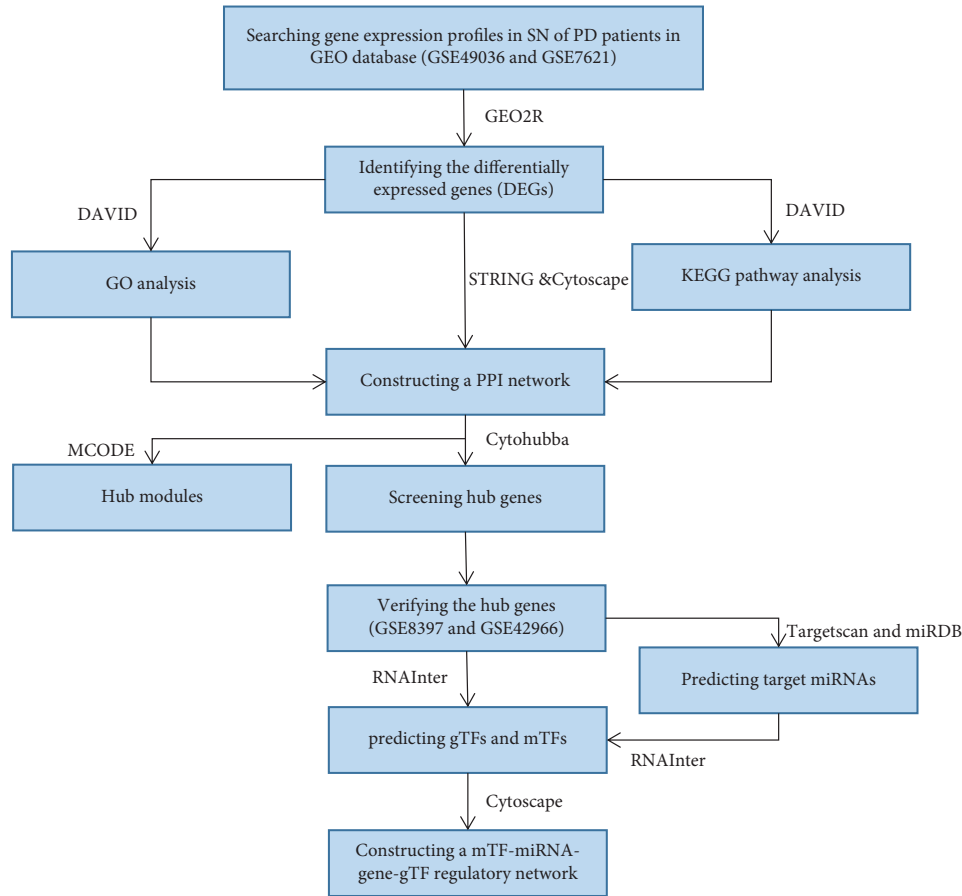 Searching gene expression profiles in SN of PD patients in
GEO database (GSE49036 and GSE7621)
GEO2R
Identifying the differentially
expressed genes (DEGs)
DAVID
DAVID
GO analysis
STRING &Cytoscape
KEGG pathway analysis
Constructing a PPI network
MCODE
Cytohubba
Hub modules
Screening hub genes
Verifying the hub genes
(GSE8397 and GSE42966)
Targetscan and miRDB
RNAInter
Predicting target miRNAs
predicting gTFs and mTFs
RNAInter
Cytoscape
Constructing a mTF-miRNA-
gene-gTF regulatory network